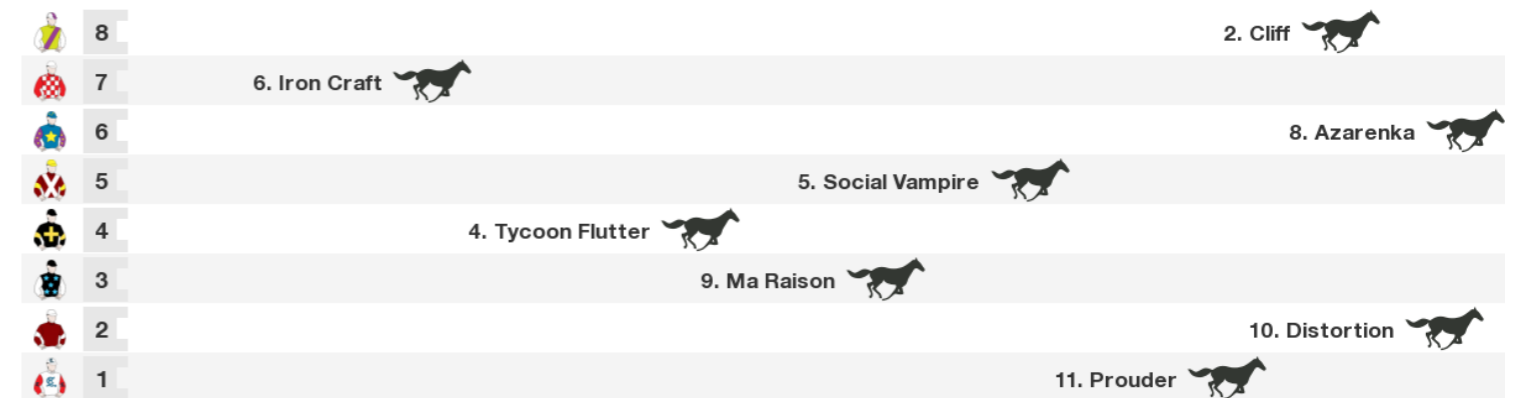 8 2. Cliff
7 6. Iron Craft
6 8. Azarenka
5 5. Social Vampire
4 4. Tycoon Flutter
3 9. Ma Raison
2 10. Distortion
1 11. Prouder